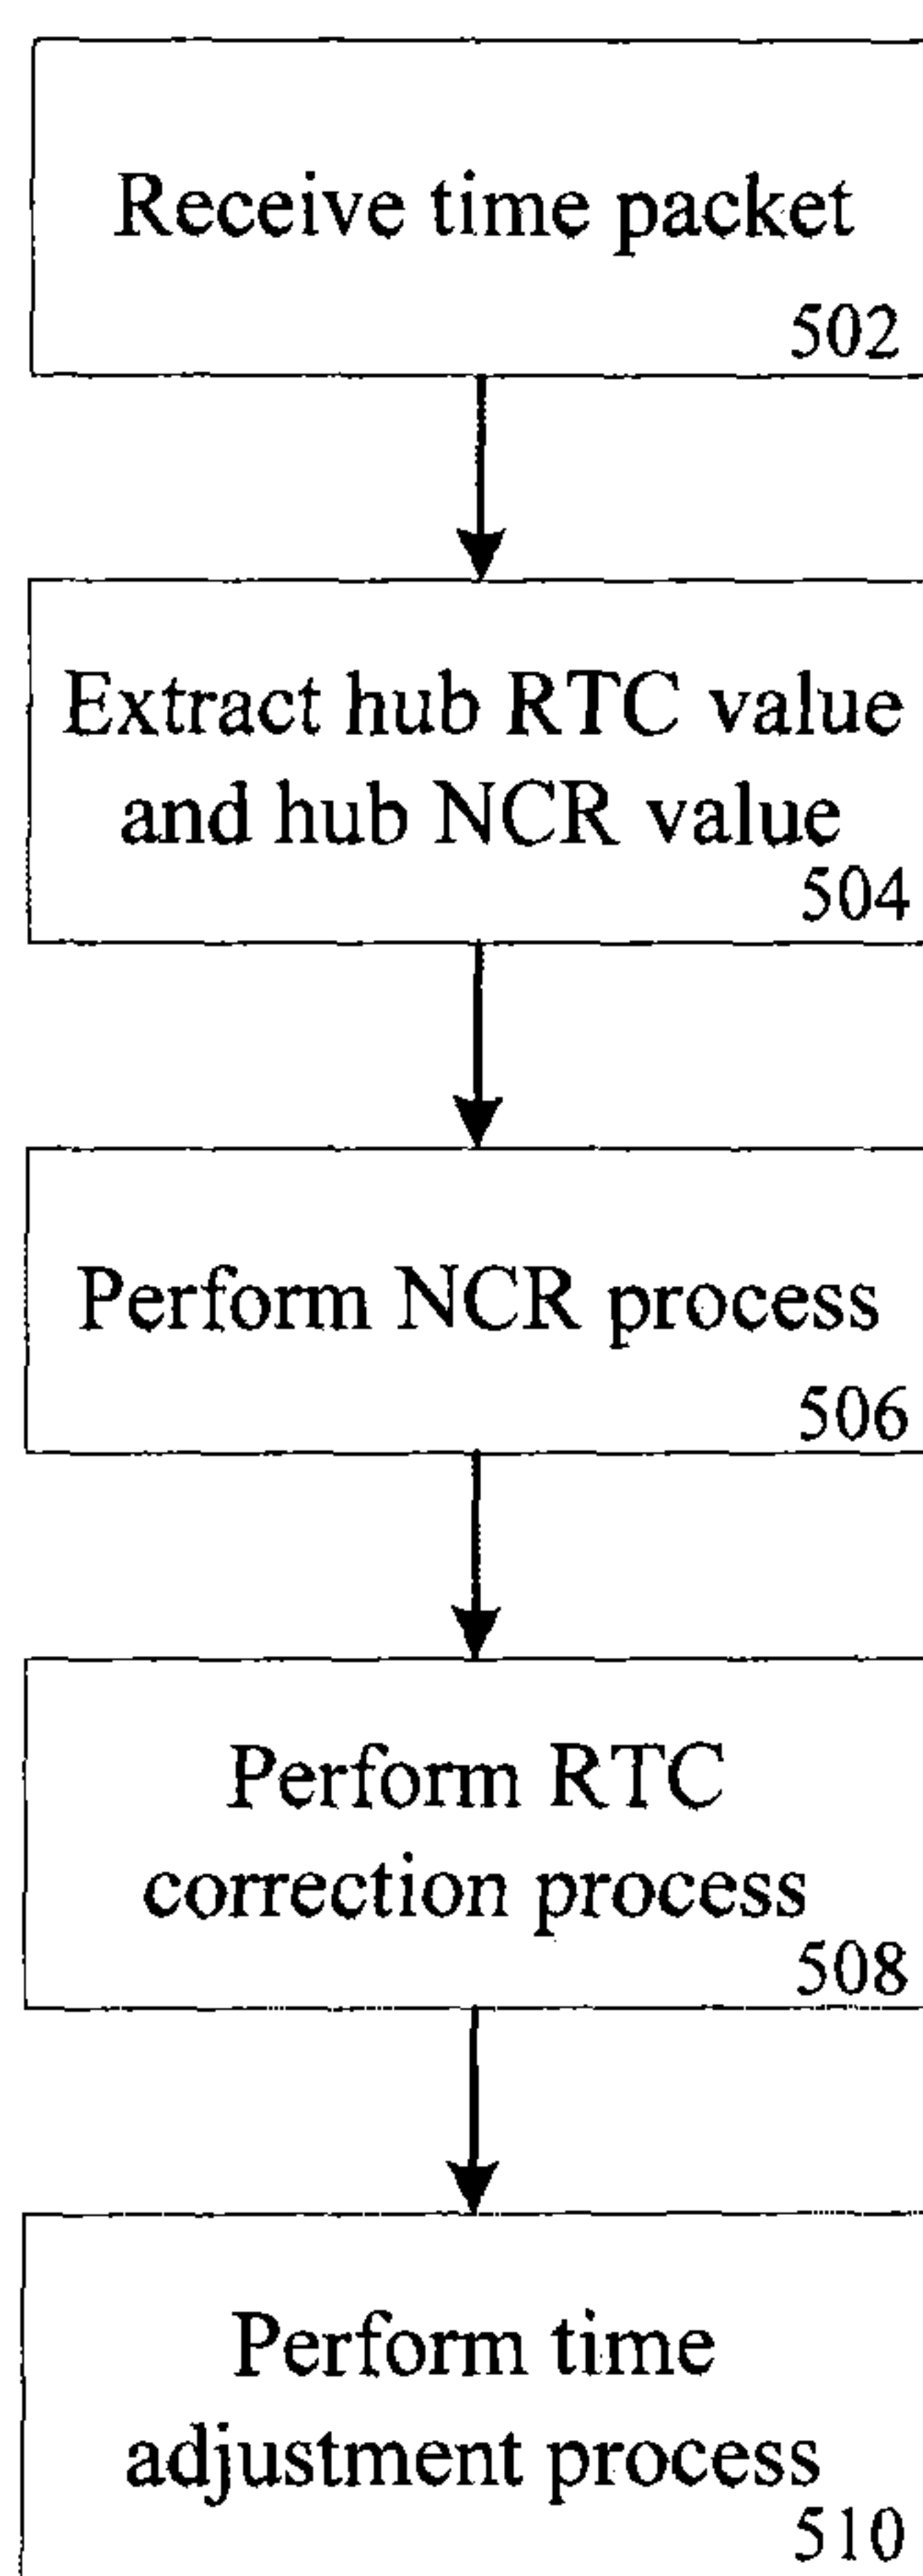 Receive time packet
502
Extract hub RTC value
and hub NCR value
504
Perform NCR process
506
Perform RTC
correction process
508
Perform time
adjustment process
510